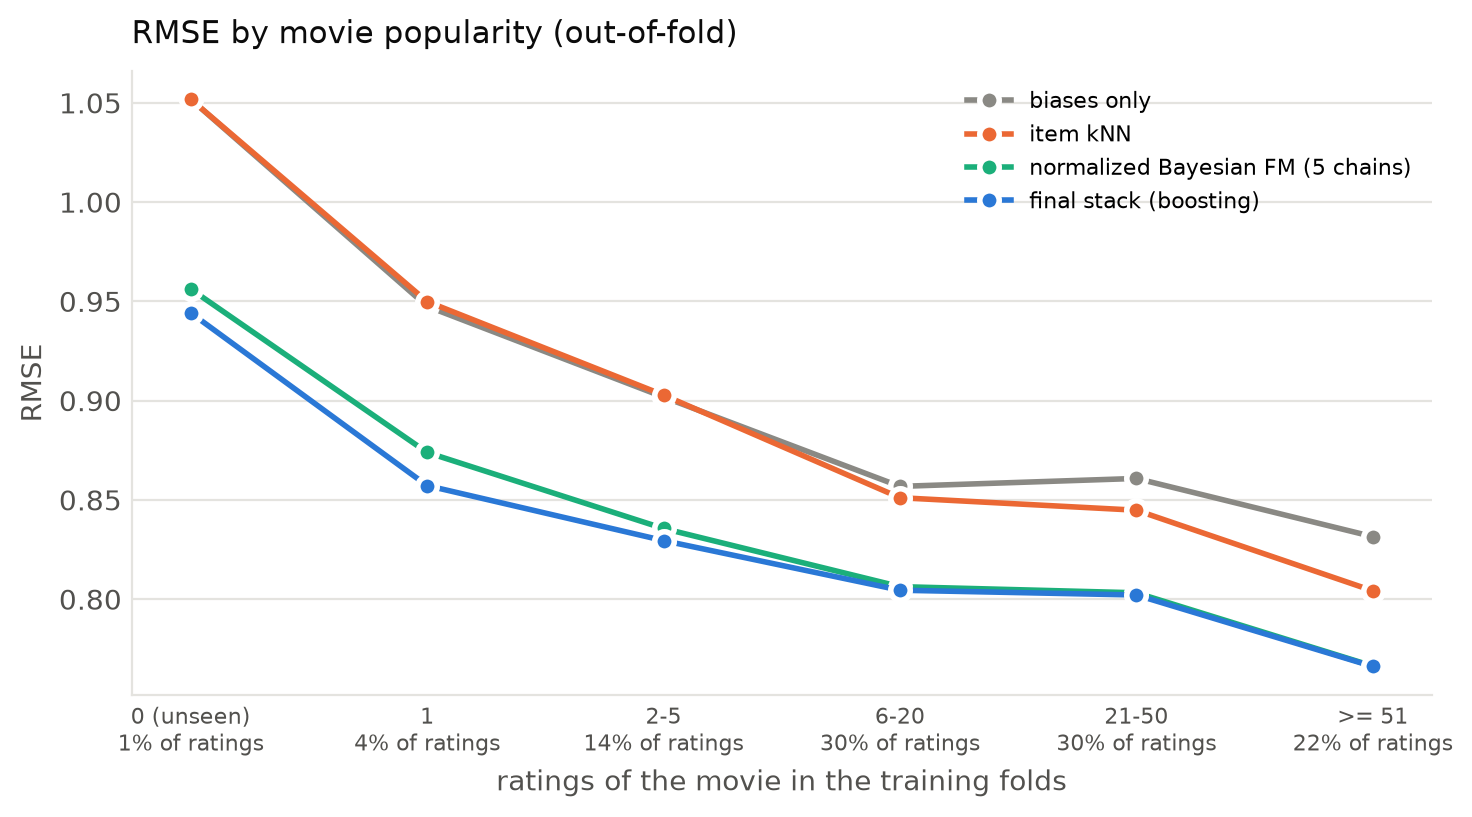 RMSE by movie popularity (out-of-fold)
biases only
item kNN
normalized Bayesian FM (5 chains)
final stack (boosting)
RMSE
1.05
1.00
0.95
0.90
0.85
0.80
0 (unseen) 1 2-5 6-20 21-50 >= 51
1% of ratings 4% of ratings 14% of ratings 30% of ratings 30% of ratings 22% of ratings
ratings of the movie in the training folds